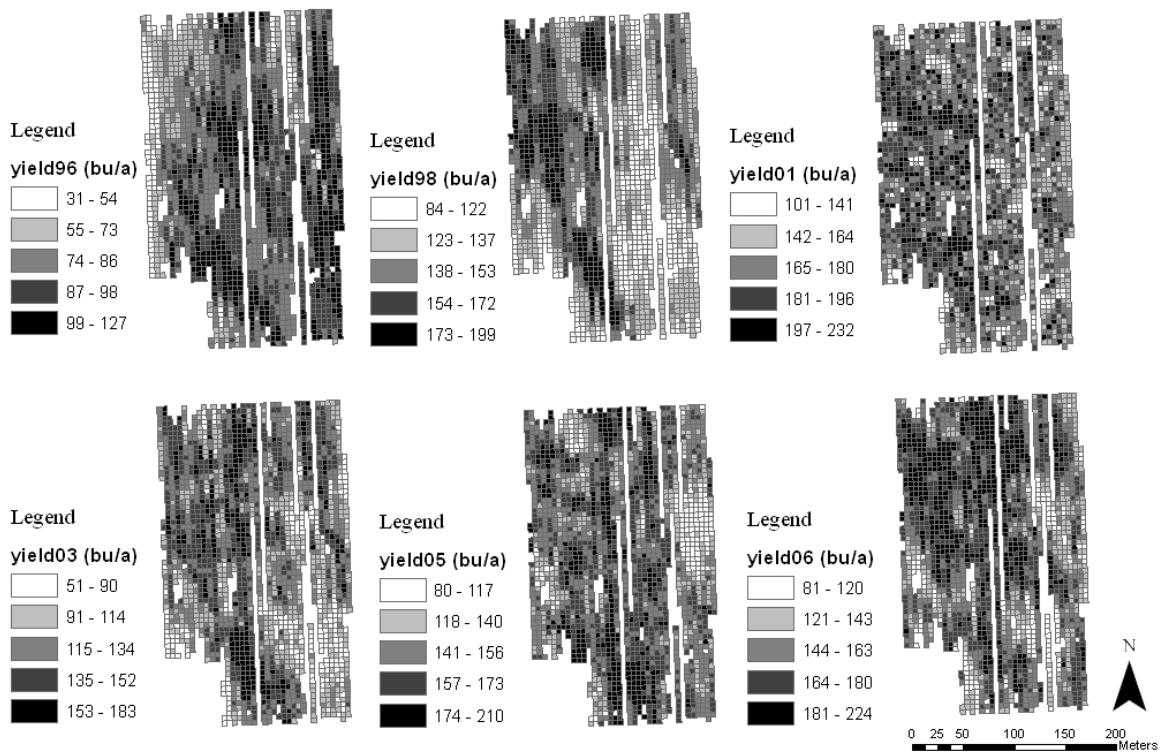 Legend
yield96 (bu/a)
31 - 54
55 - 73
74 - 86
87 - 98
99 - 127
Legend
yield98 (bu/a)
84 - 122
123 - 137
138 - 153
154 - 172
173 - 199
Legend
yield01 (bu/a)
101 - 141
142 - 164
165 - 180
181 - 196
197 - 232
Legend
yield03 (bu/a)
51 - 90
91 - 114
115 - 134
135 - 152
153 - 183
Legend
yield05 (bu/a)
80 - 117
118 - 140
141 - 156
157 - 173
174 - 210
Legend
yield06 (bu/a)
81 - 120
121 - 143
144 - 163
164 - 180
181 - 224
N
0 25 50 100 150 200
Meters